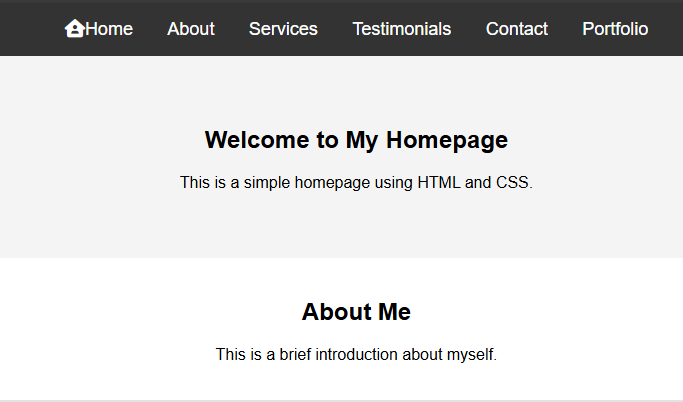 Home About Services Testimonials Contact Portfolio
Welcome to My Homepage
This is a simple homepage using HTML and CSS.
About Me
This is a brief introduction about myself.